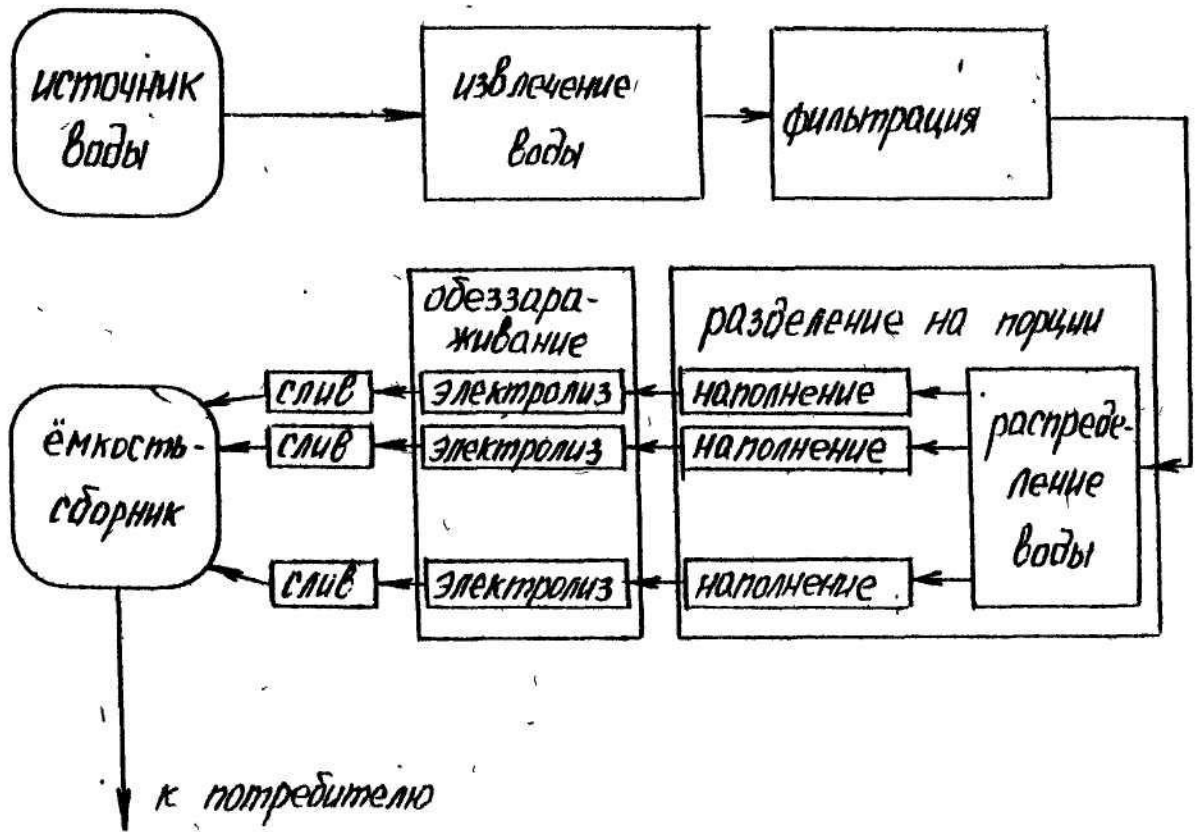 источник
воды
извлечение
воды
фильтрация
обеззара-
живание
разделение на порции
слив
электролиз
наполнение
слив
электролиз
наполнение
распреде-
ление
воды
ёмкость-
сборник
слив
электролиз
наполнение
к потребителю